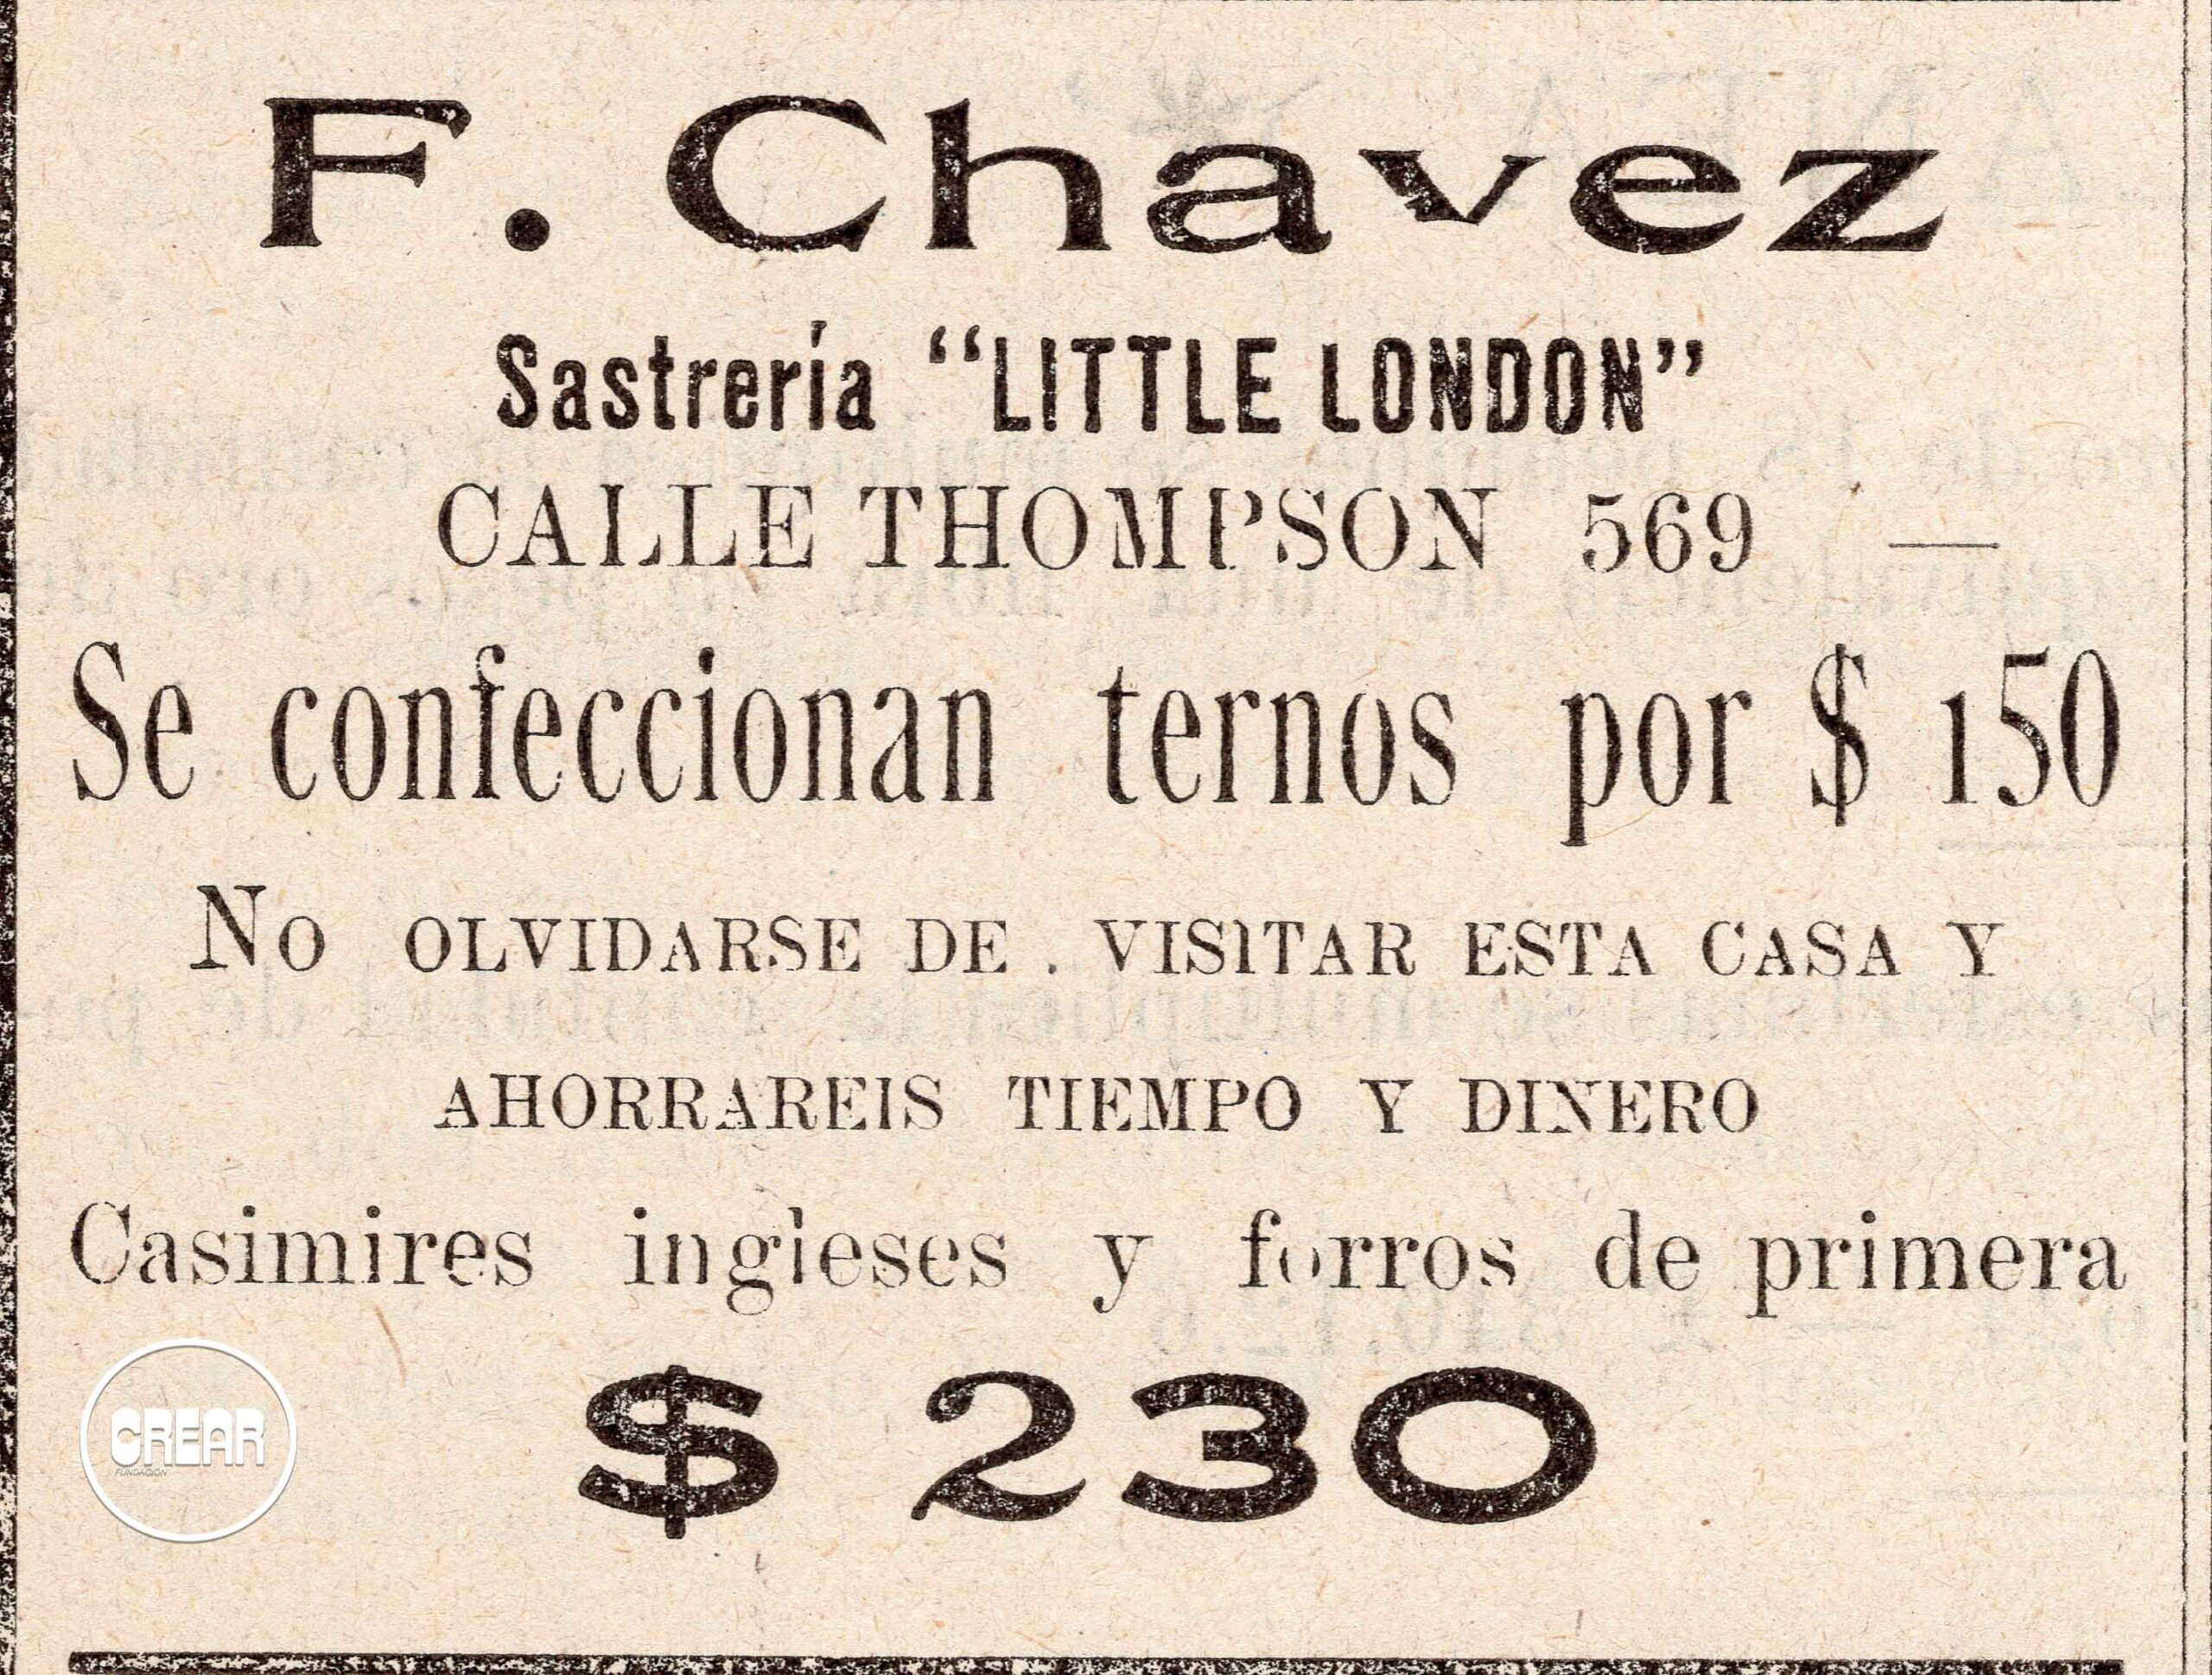 F. Chavez
Sastrería “LITTLE LONDON”
CALLE THOMPSON 569 —
Se confeccionan ternos por $ 150
No OLVIDARSE DE . VISITAR ESTA CASA Y
AHORRAREIS TIEMPO Y DINERO
Casimires ingleses y forros de primera
$ 230
CREAR
FUNDACION